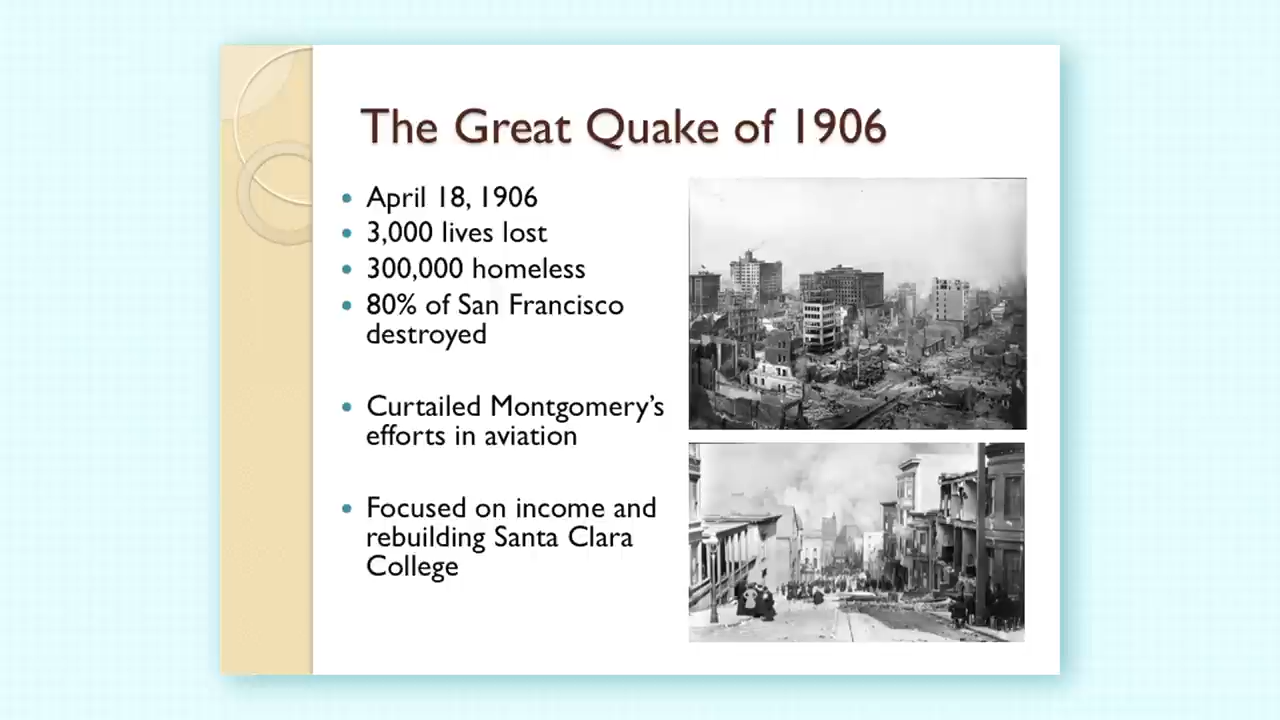 The Great Quake of 1906
• April 18, 1906
• 3,000 lives lost
• 300,000 homeless
• 80% of San Francisco
destroyed
• Curtailed Montgomery’s
efforts in aviation
• Focused on income and
rebuilding Santa Clara
College